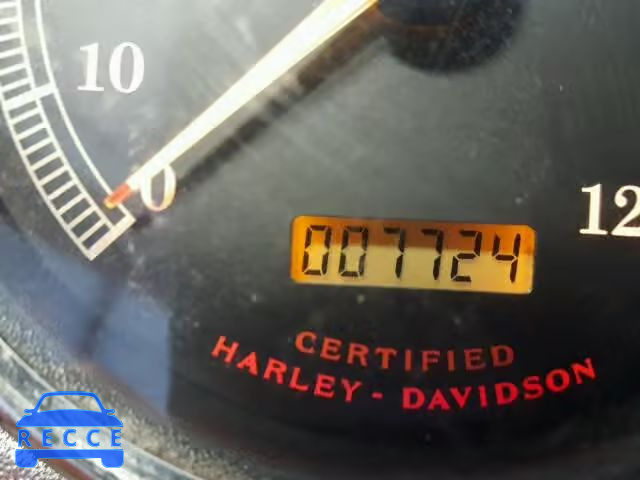 10
0
12
007724
CERTIFIED
HARLEY - DAVIDSON
RECCE